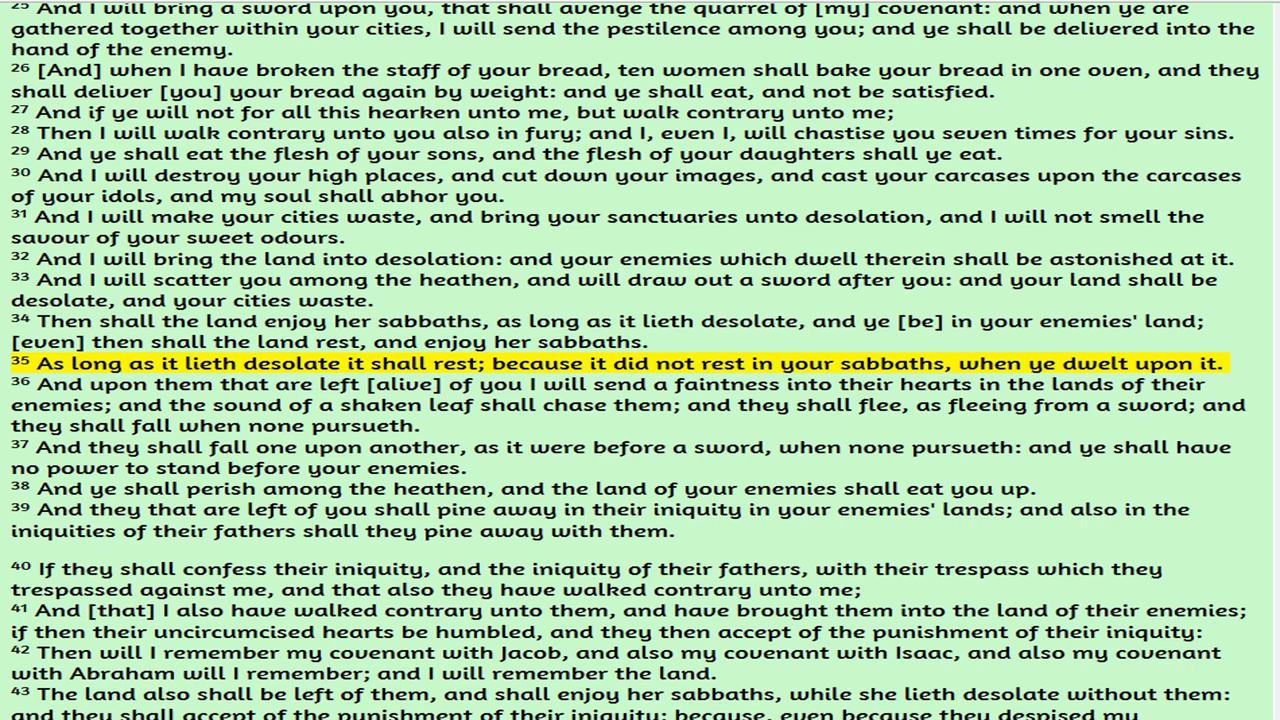 25 And I will bring a sword upon you, that shall avenge the quarrel of [my] covenant: and when ye are
gathered together within your cities, I will send the pestilence among you; and ye shall be delivered into the
hand of the enemy.
26 [And] when I have broken the staff of your bread, ten women shall bake your bread in one oven, and they
shall deliver [you] your bread again by weight: and ye shall eat, and not be satisfied.
27 And if ye will not for all this hearken unto me, but walk contrary unto me;
28 Then I will walk contrary unto you also in fury; and I, even I, will chastise you seven times for your sins.
29 And ye shall eat the flesh of your sons, and the flesh of your daughters shall ye eat.
30 And I will destroy your high places, and cut down your images, and cast your carcases upon the carcases
of your idols, and my soul shall abhor you.
31 And I will make your cities waste, and bring your sanctuaries unto desolation, and I will not smell the
savour of your sweet odours.
32 And I will bring the land into desolation: and your enemies which dwell therein shall be astonished at it.
33 And I will scatter you among the heathen, and will draw out a sword after you: and your land shall be
desolate, and your cities waste.
34 Then shall the land enjoy her sabbaths, as long as it lieth desolate, and ye [be] in your enemies' land;
[even] then shall the land rest, and enjoy her sabbaths.
35 As long as it lieth desolate it shall rest; because it did not rest in your sabbaths, when ye dwelt upon it.
36 And upon them that are left [alive] of you I will send a faintness into their hearts in the lands of their
enemies; and the sound of a shaken leaf shall chase them; and they shall flee, as fleeing from a sword; and
they shall fall when none pursueth.
37 And they shall fall one upon another, as it were before a sword, when none pursueth: and ye shall have
no power to stand before your enemies.
38 And ye shall perish among the heathen, and the land of your enemies shall eat you up.
39 And they that are left of you shall pine away in their iniquity in your enemies' lands; and also in the
iniquities of their fathers shall they pine away with them.
40 If they shall confess their iniquity, and the iniquity of their fathers, with their trespass which they
trespassed against me, and that also they have walked contrary unto me;
41 And [that] I also have walked contrary unto them, and have brought them into the land of their enemies;
if then their uncircumcised hearts be humbled, and they then accept of the punishment of their iniquity:
42 Then will I remember my covenant with Jacob, and also my covenant with Isaac, and also my covenant
with Abraham will I remember; and I will remember the land.
43 The land also shall be left of them, and shall enjoy her sabbaths, while she lieth desolate without them:
and they shall accept of the punishment of their iniquity: because, even because they despised my